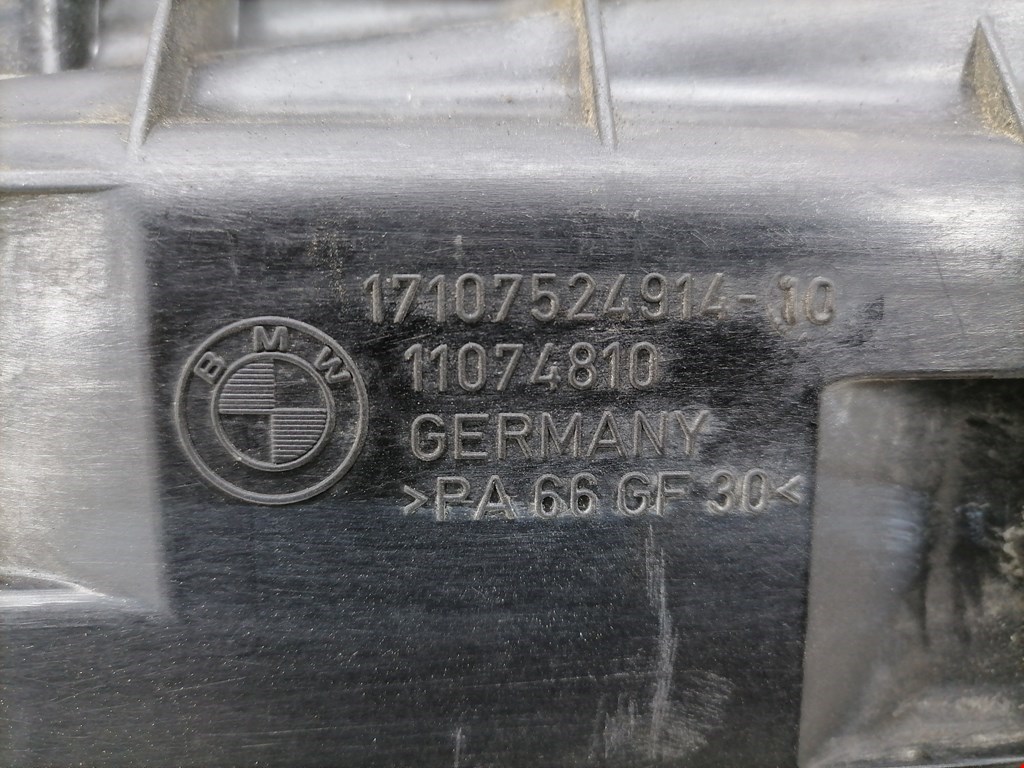 17107524914-10
11074810
BMW
GERMANY
>PA 66 GF 30<